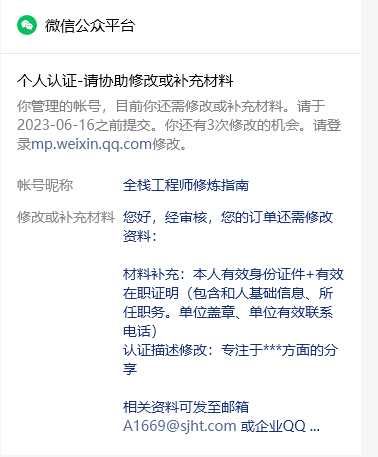 微信公众平台
个人认证-请协助修改或补充材料
你管理的帐号，目前你还需修改或补充材料。请于
2023-06-16之前提交。你还有3次修改的机会。请登
录mp.weixin.qq.com修改。
帐号昵称 全栈工程师修炼指南
修改或补充材料 您好，经审核，您的订单还需修改
资料：
材料补充：本人有效身份证件+有效
在职证明（包含和人基础信息、所
任职务。单位盖章、单位有效联系
电话）
认证描述修改：专注于***方面的分
享
相关资料可发至邮箱
A1669@sjht.com 或企业QQ ...